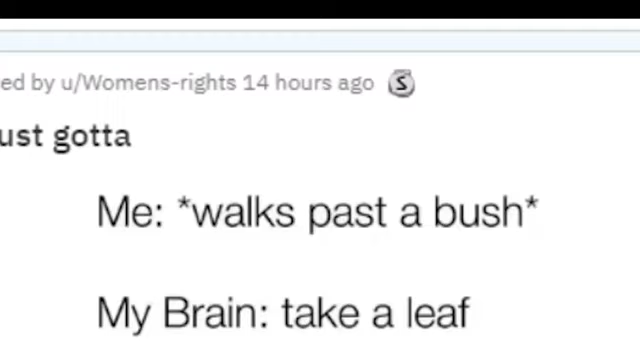 ed by u/Womens-rights 14 hours ago
ust gotta
Me: *walks past a bush*
My Brain: take a leaf